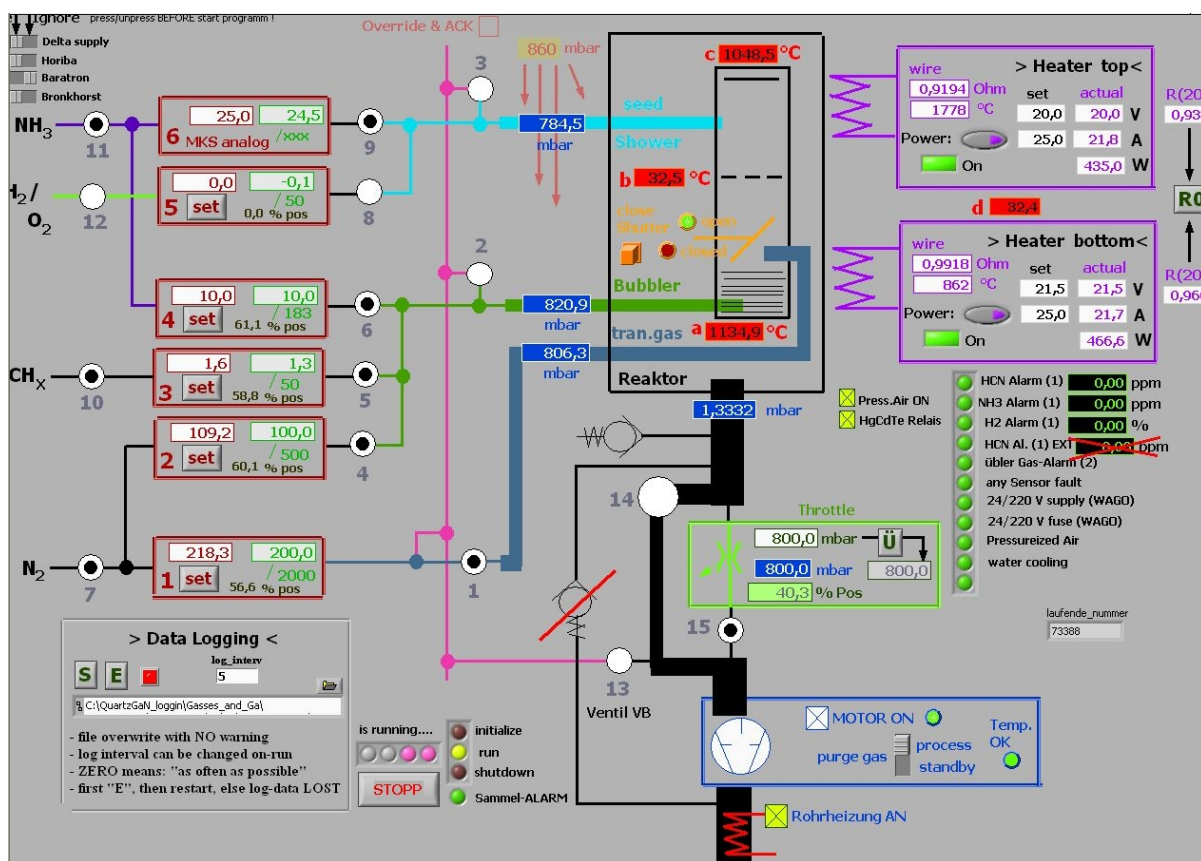 Ignore press/unpress BEFORE start programm !
Delta supply
Horiba
Baratron
Bronkhorst
Override & ACK
860 mbar
3
c 1048,5 °C
wire
0,9194 Ohm
1778 °C
> Heater top<
set actual
20,0 20,0 V
Power: 25,0 21,8 A
On
435,0 W
R(20
0,93
NH3
11
25,0 24,5
6 MKS analog /xxx
9
784,5
mbar
seed
Shower
H2/
O2
12
0,0 -0,1
5 set /50
0,0 % pos
8
b 32,5 °C
close
Shutter
open
closed
d 32,4
R0
2
wire
0,9918 Ohm
862 °C
> Heater bottom<
set actual
21,5 21,5 V
Power: 25,0 21,7 A
On
466,6 W
R(20
0,96
10,0 10,0
4 set /183
61,1 % pos
6
820,9
mbar
Bubbler
a 1134,9 °C
tran.gas
806,3
mbar
Reaktor
CHX
10
1,6 1,3
3 set /50
58,8 % pos
5
1,3332 mbar
Press.Air ON
HgCdTe Relais
HCN Alarm (1) 0,00 ppm
NH3 Alarm (1) 0,00 ppm
H2 Alarm (1) 0,00 %
HCN Al. (1) EXT 0,00 ppm
übler Gas-Alarm (2)
any Sensor fault
24/220 V supply (WAGO)
24/220 V fuse (WAGO)
Pressureized Air
water cooling
109,2 100,0
2 set /500
60,1 % pos
4
14
Throttle
800,0 mbar Ü
800,0 mbar 800,0
40,3 % Pos
N2
7
218,3 200,0
1 set /2000
56,6 % pos
1
15
laufende_nummer
73388
13
Ventil VB
> Data Logging <
log_interv
S E 5
C:\QuartzGaN_loggin\Gasses_and_Ga\
- file overwrite with NO warning
- log interval can be changed on-run
- ZERO means: "as often as possible"
- first "E", then restart, else log-data LOST
is running....
STOPP
initialize
run
shutdown
Sammel-ALARM
MOTOR ON
purge gas
process
standby
Temp.
OK
Rohrheizung AN